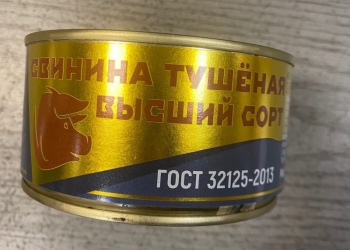 СВИНИНА ТУШЁНАЯ
ВЫСШИЙ СОРТ
ГОСТ 32125-2013